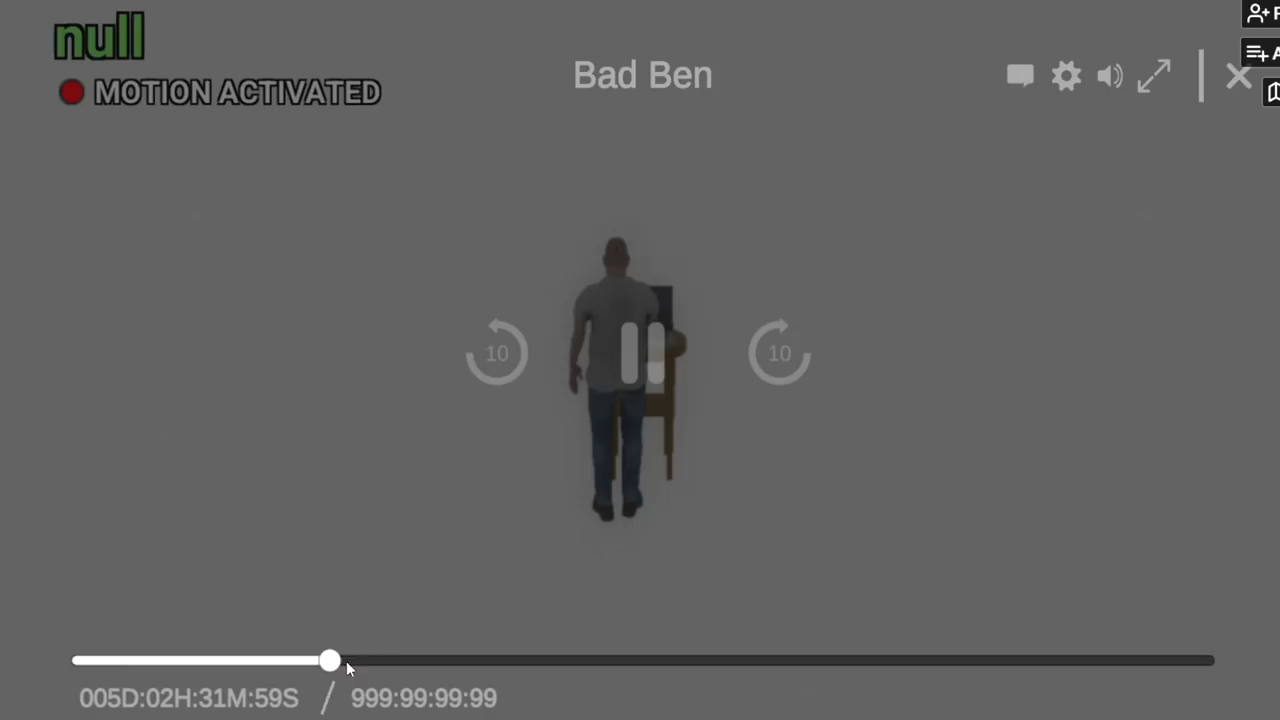 null
MOTION ACTIVATED
Bad Ben
10
10
005D:02H:31M:59S / 999:99:99:99